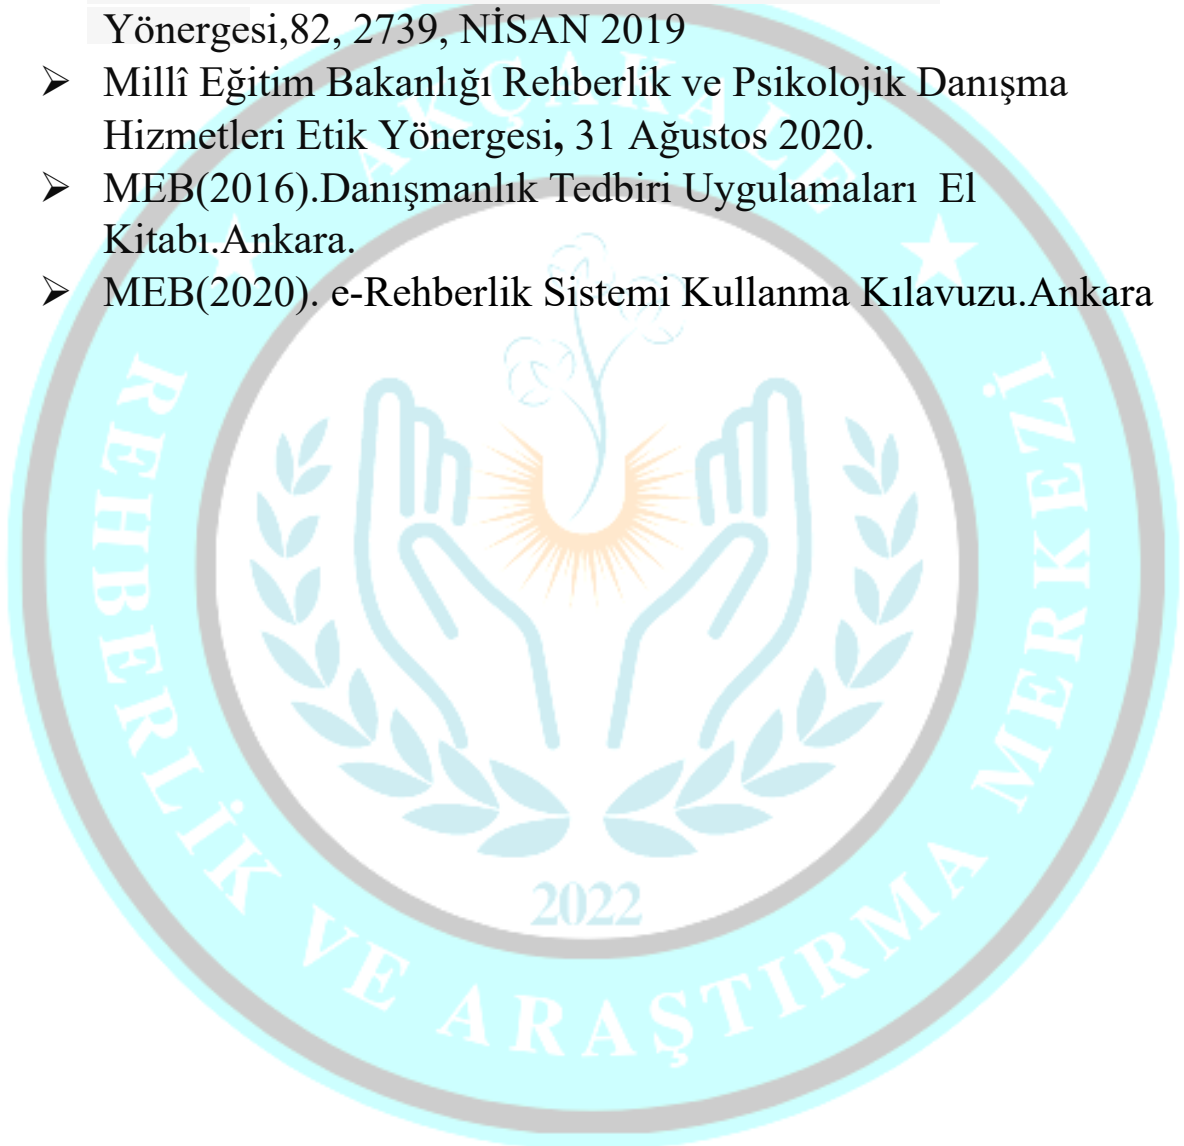 Yönergesi,82, 2739, NİSAN 2019
➢ Millî Eğitim Bakanlığı Rehberlik ve Psikolojik Danışma
Hizmetleri Etik Yönergesi, 31 Ağustos 2020.
➢ MEB(2016).Danışmanlık Tedbiri Uygulamaları  El
Kitabı.Ankara.
➢ MEB(2020). e-Rehberlik Sistemi Kullanma Kılavuzu.Ankara
AKÇAKALE
REHBERLİK VE ARAŞTIRMA MERKEZİ
2022